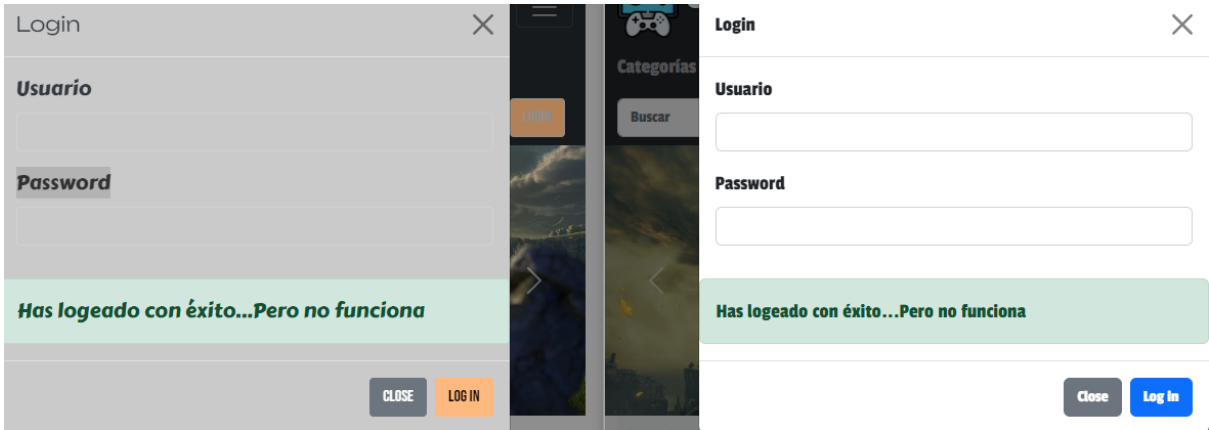 Login
Usuario
LOGIN
Password
Has logeado con éxito...Pero no funciona
CLOSE
LOG IN
Categorías
Buscar
Login
Usuario
Password
Has logeado con éxito...Pero no funciona
Close
Log In